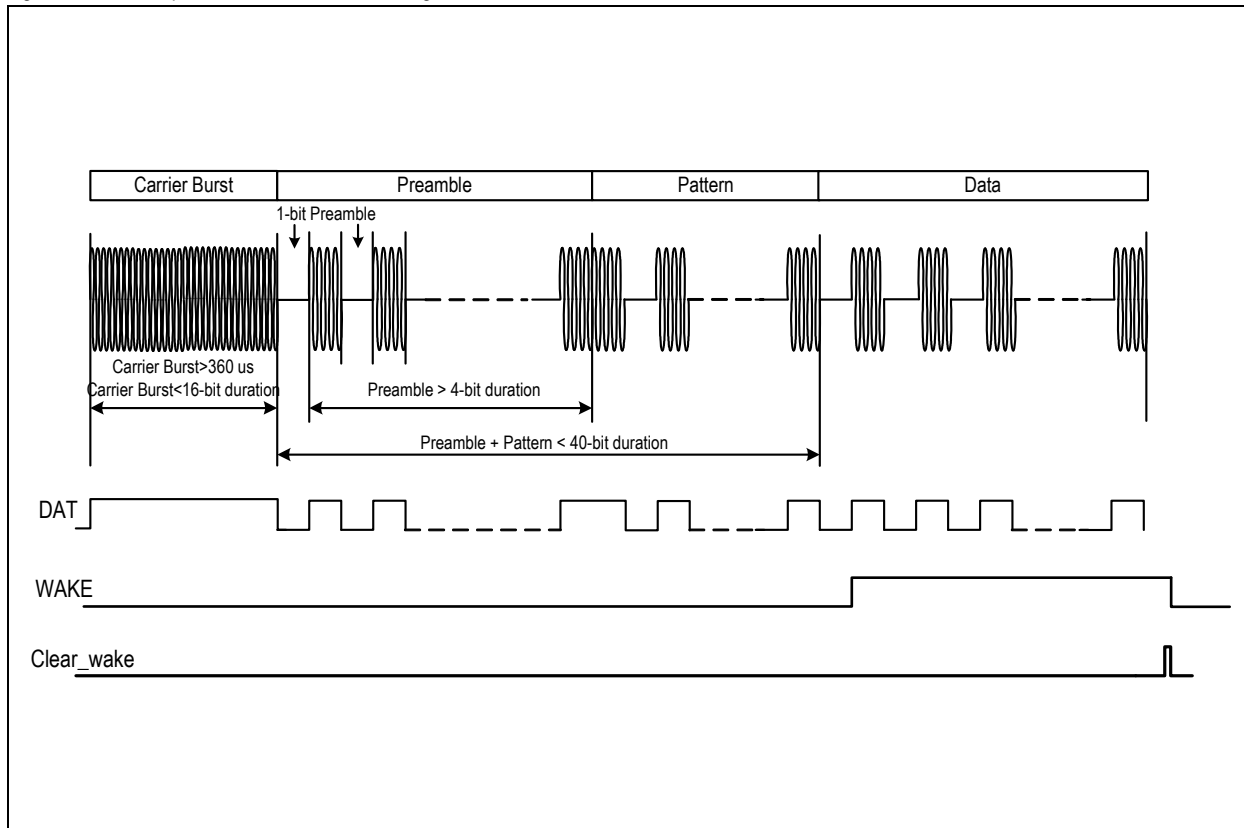 Carrier Burst Preamble Pattern Data
1-bit Preamble
Carrier Burst>360 us
Carrier Burst<16-bit duration
Preamble > 4-bit duration
Preamble + Pattern < 40-bit duration
DAT
WAKE
Clear_wake